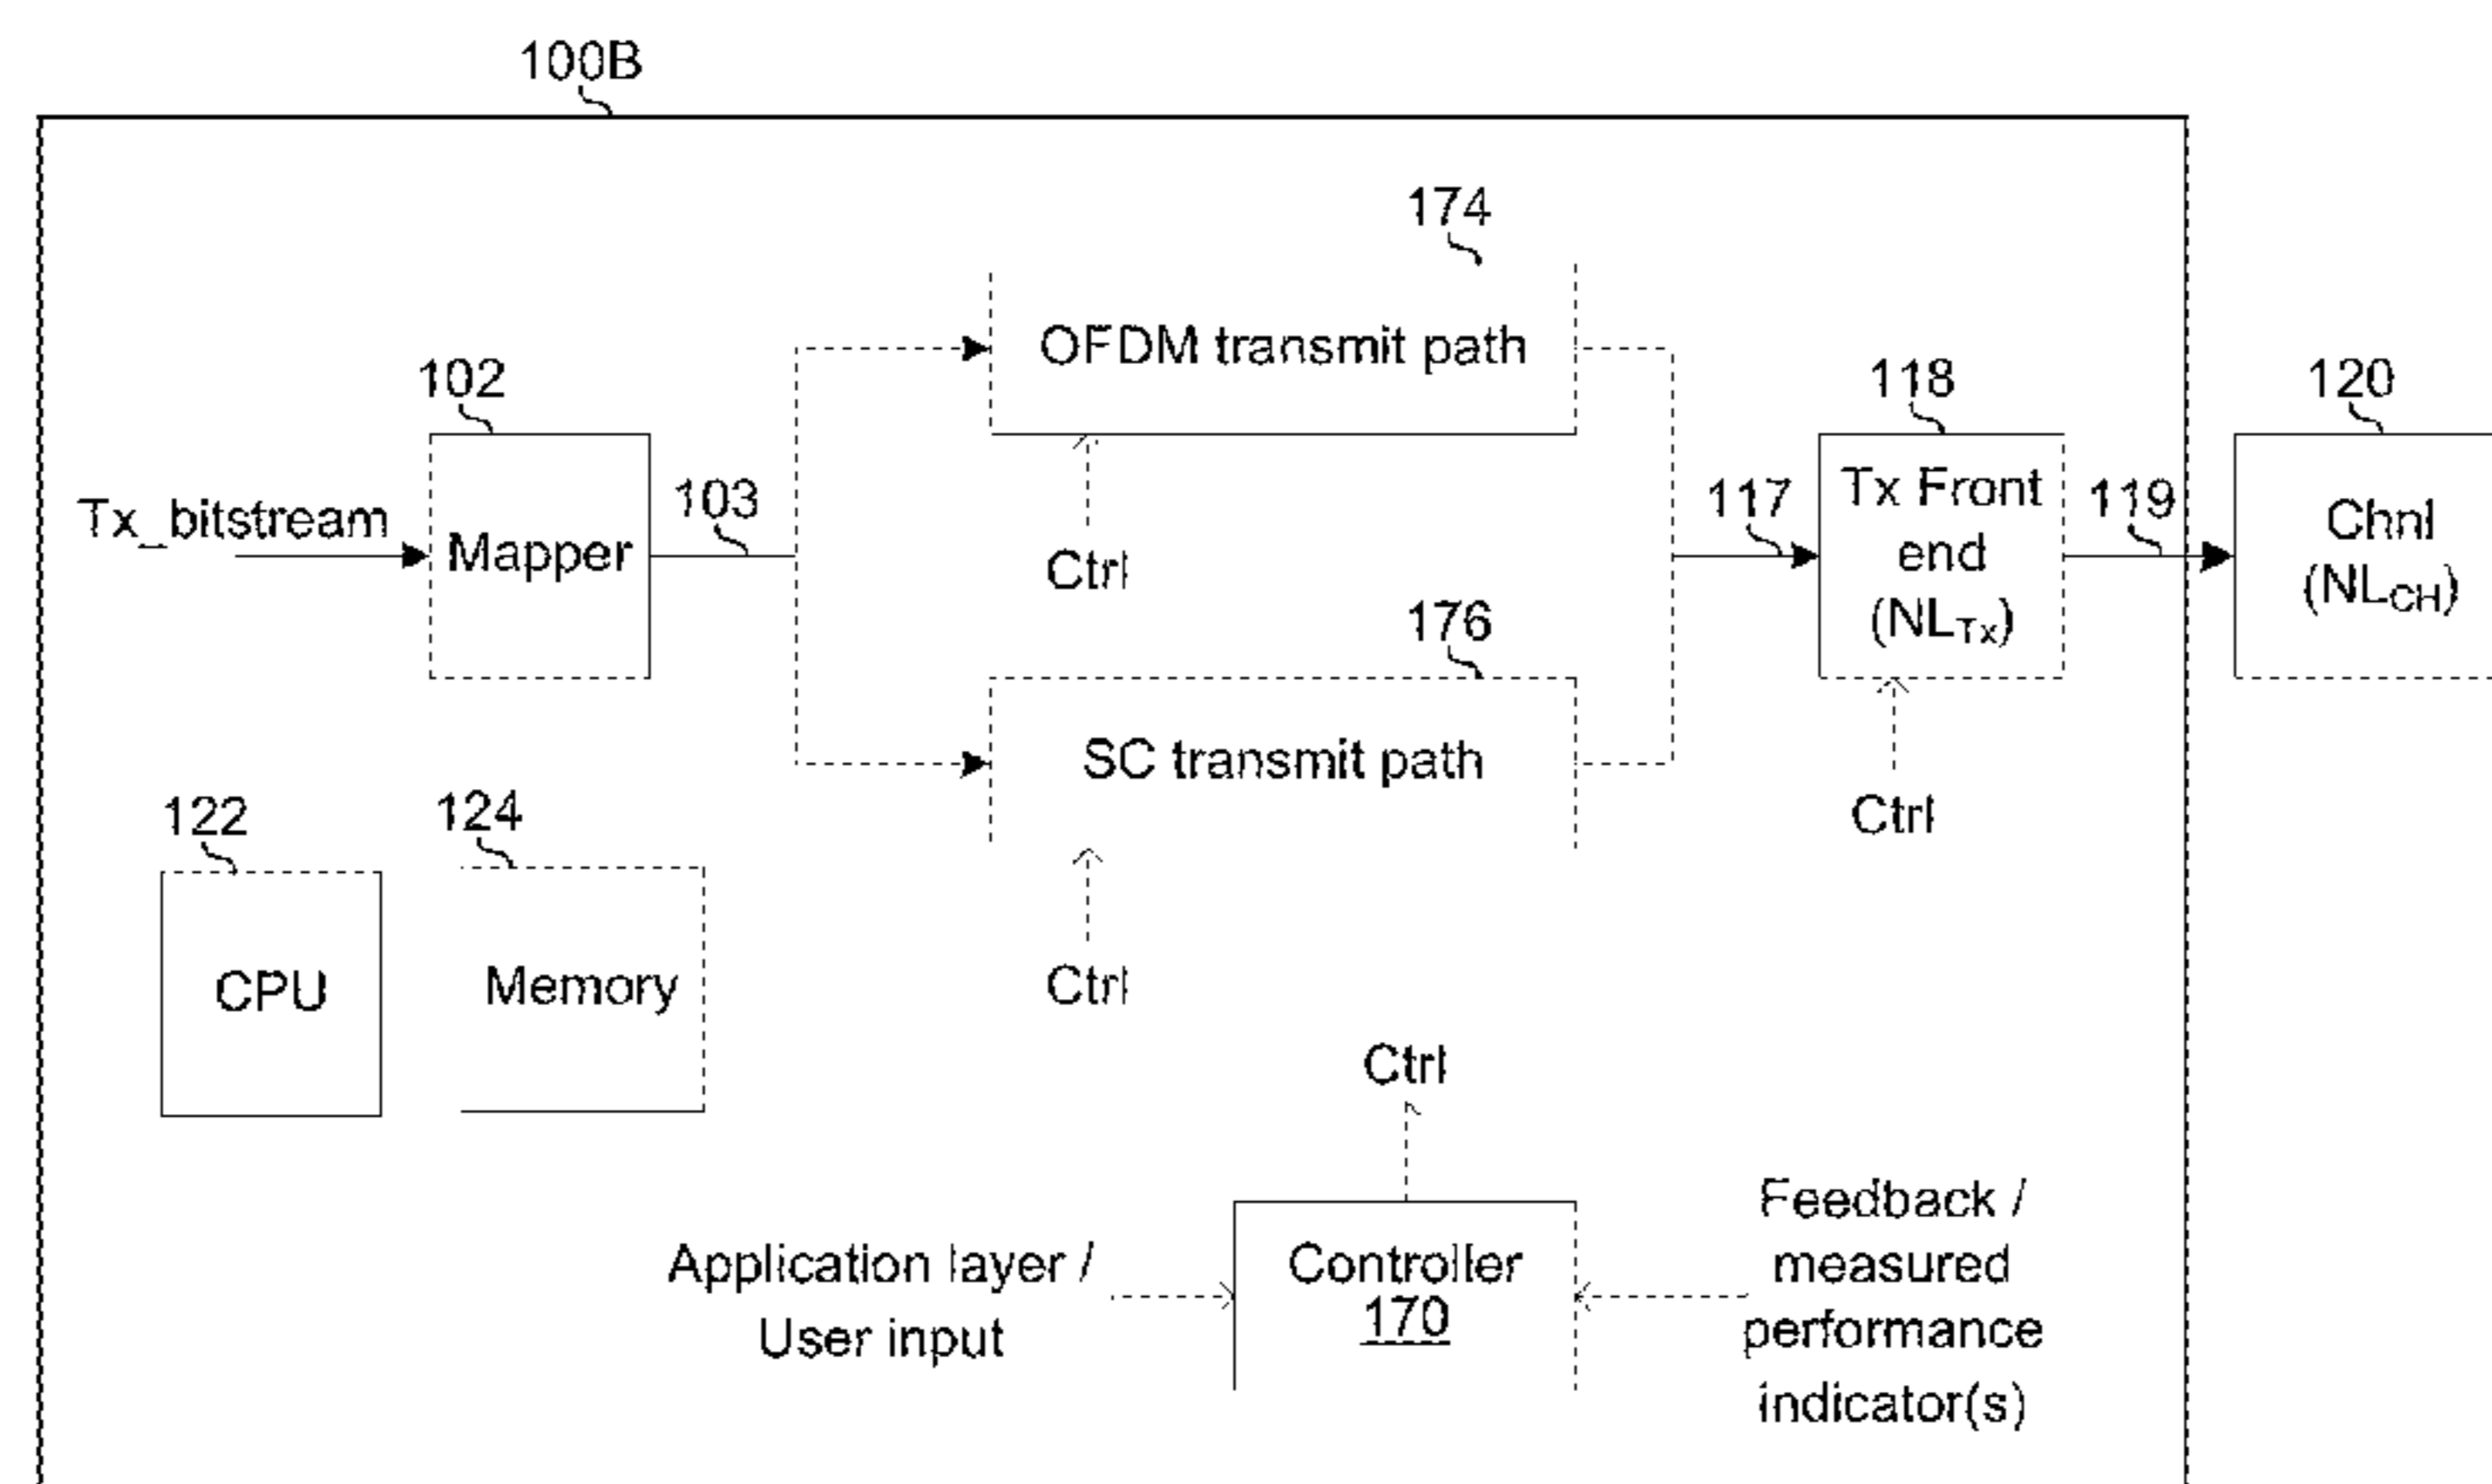 100B
174
OFDM transmit path
102
118
120
Tx_bitstream
Mapper
103
117
Tx Front
end
(NLTx)
119
Chnl
(NLCH)
Ctrl
176
SC transmit path
Ctrl
122
124
CPU
Memory
Ctrl
Ctrl
Application layer /
User input
Controller
170
Feedback /
measured
performance
indicator(s)